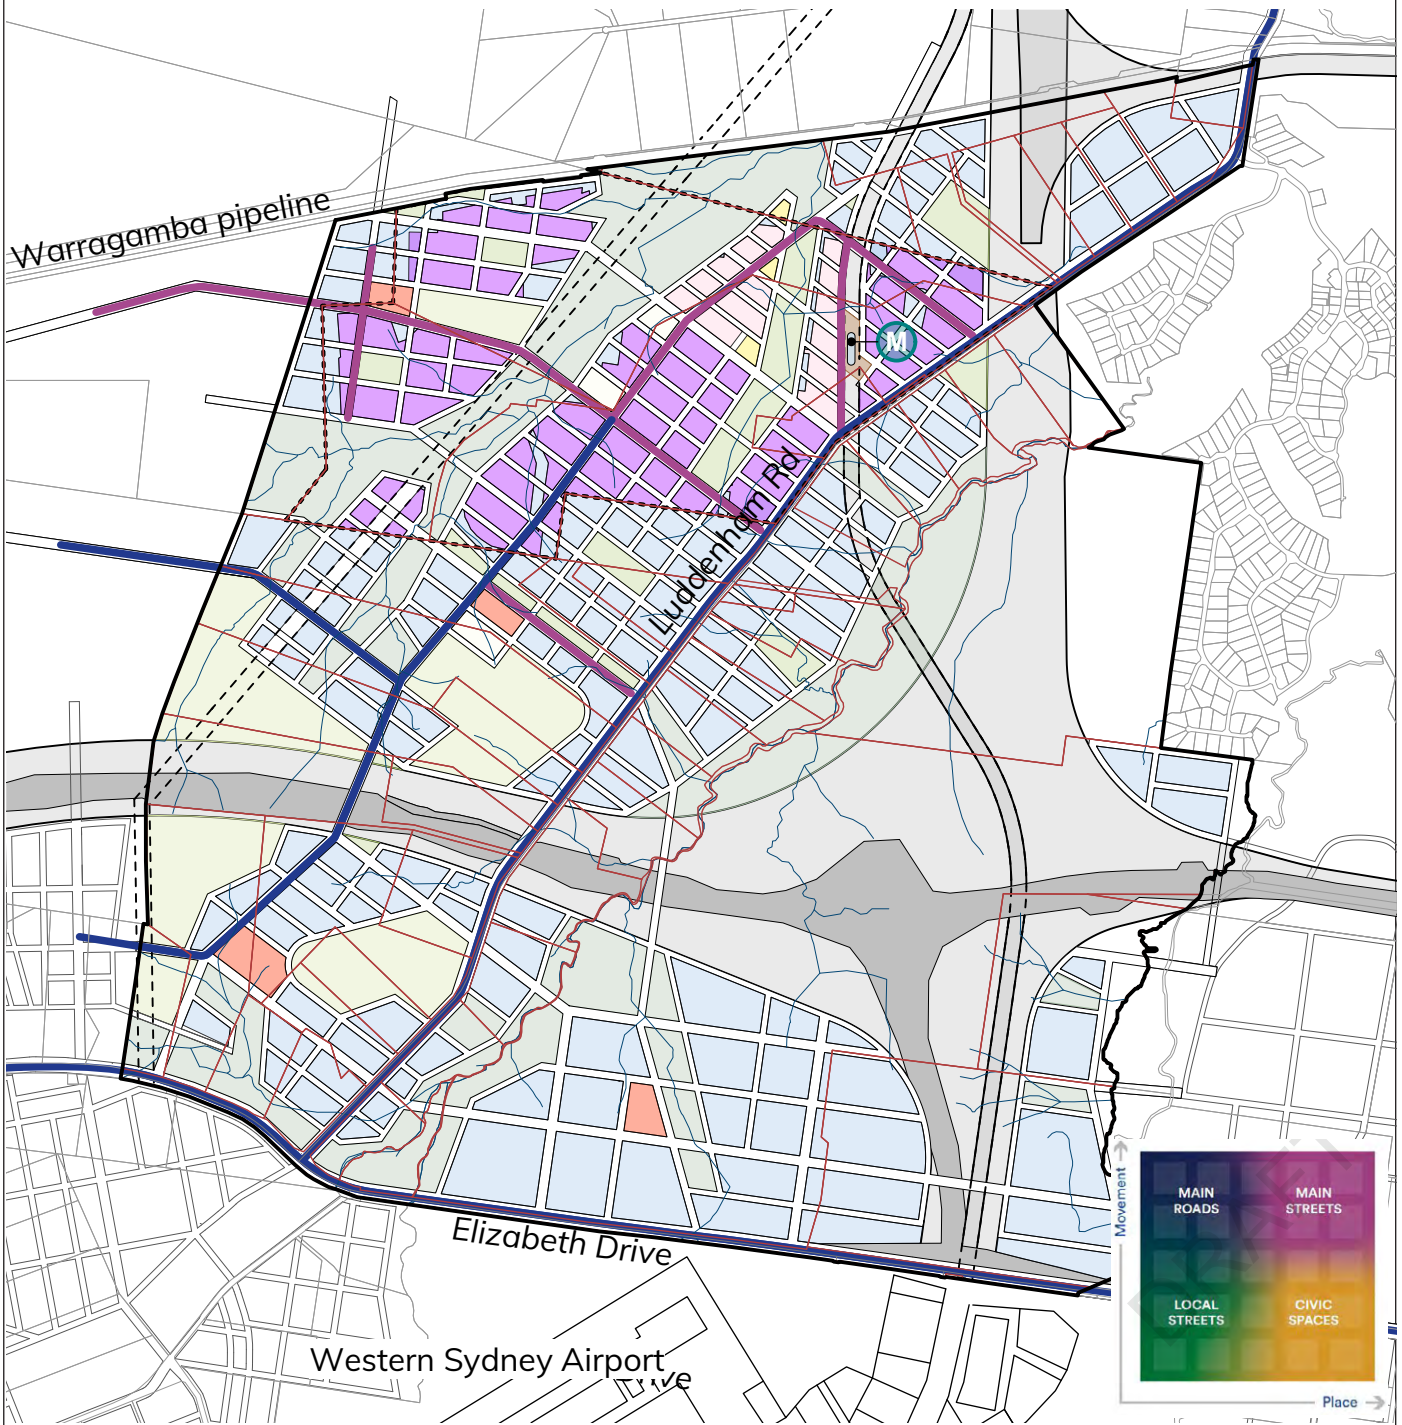 Warragamba pipeline
M
Luddenham Rd
Elizabeth Drive
Western Sydney Airport
Movement
MAIN
ROADS
MAIN
STREETS
LOCAL
STREETS
CIVIC
SPACES
Place